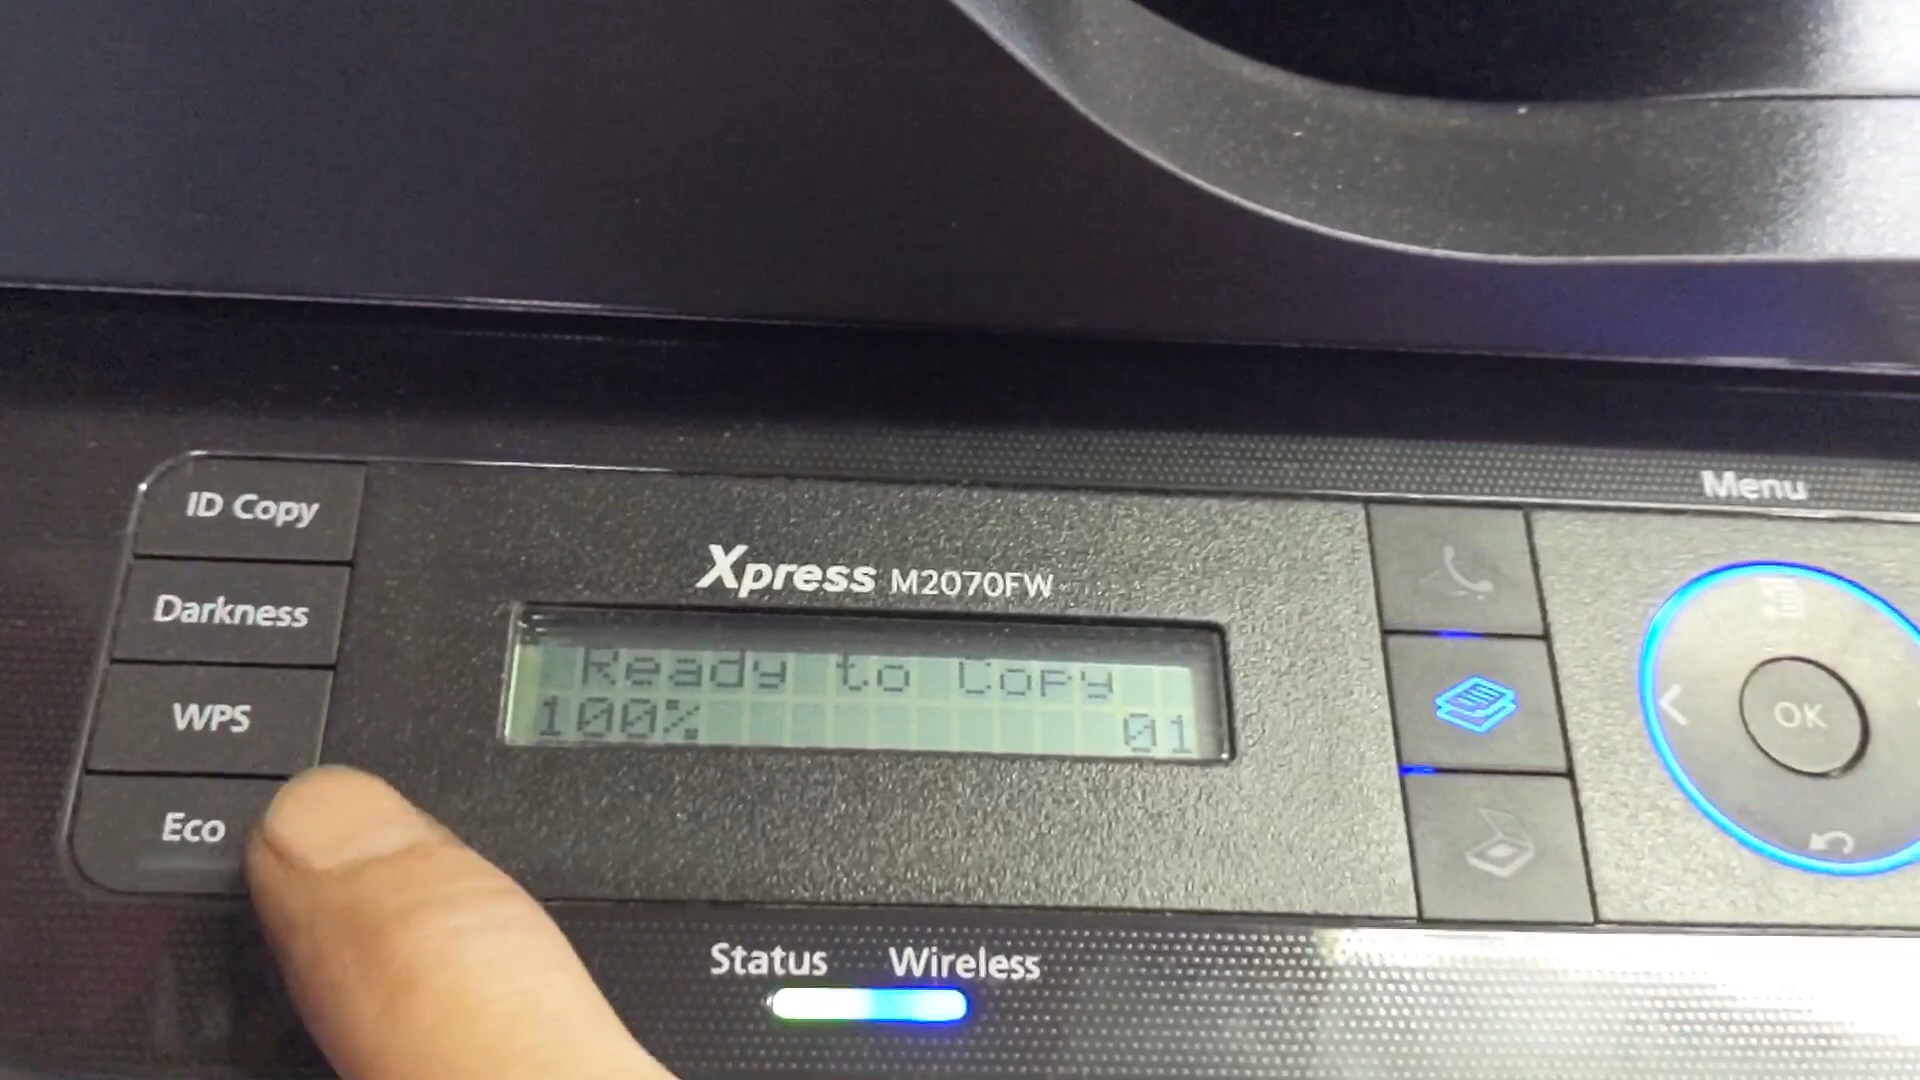 Menu
ID Copy
Darkness
WPS
Eco
Xpress M2070FW
Ready to Copy
100% 01
OK
Status Wireless